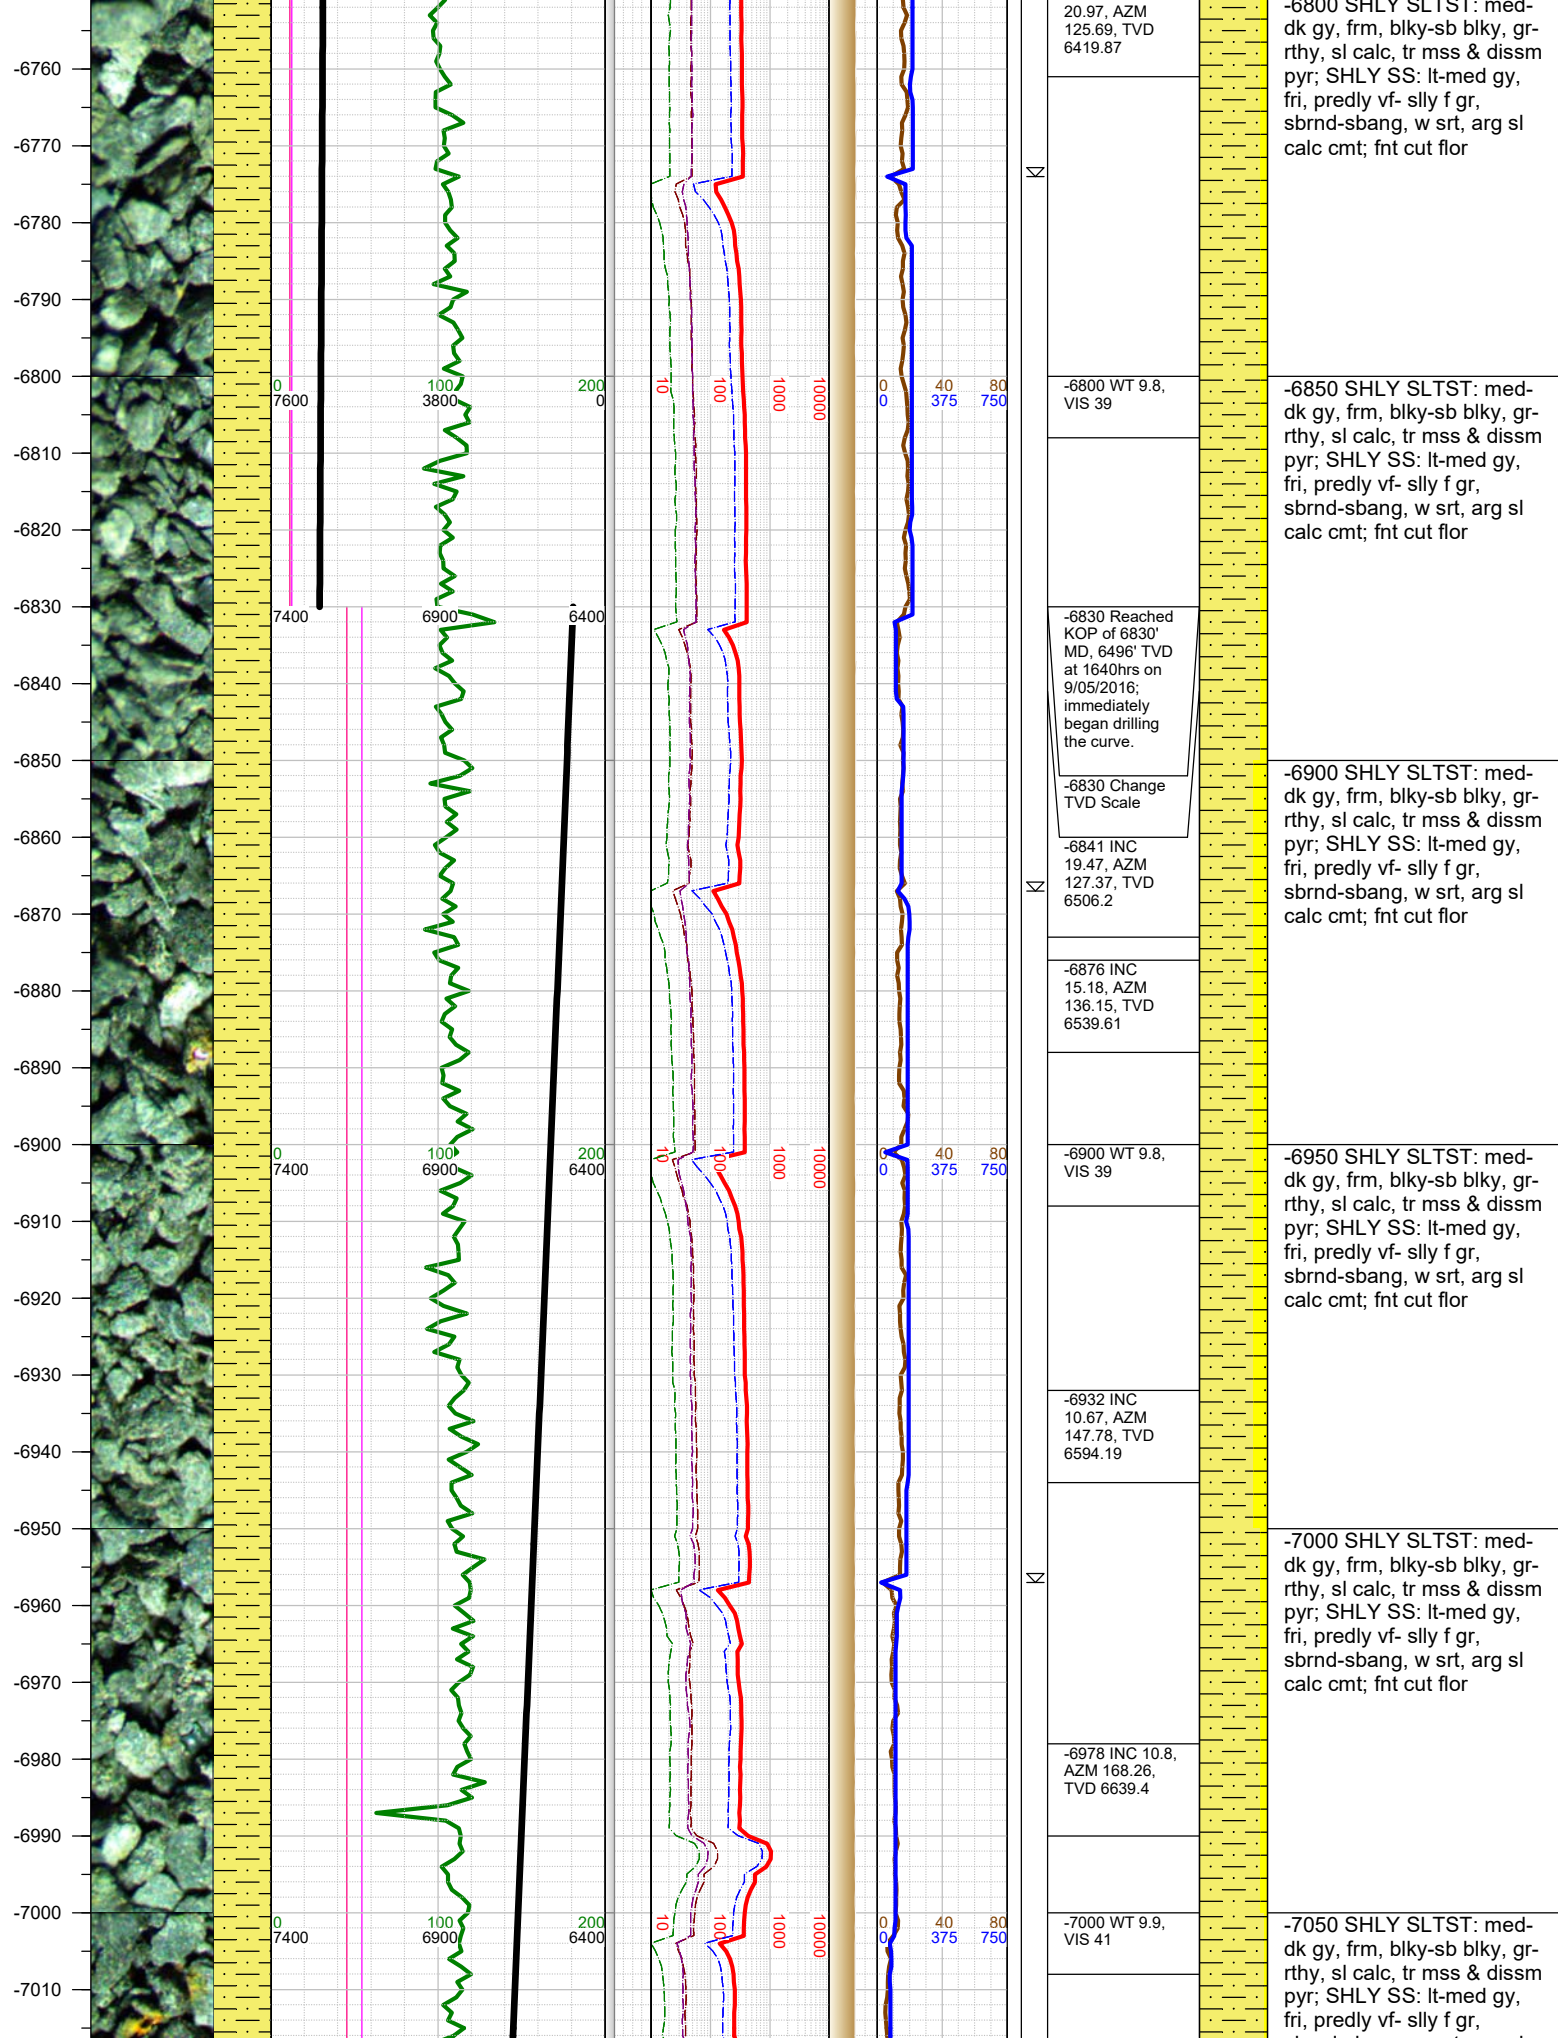 20.97, AZM
125.69, TVD
6419.87
-6800 SHLY SLTST: med-
dk gy, frm, blky-sb blky, gr-
rthy, sl calc, tr mss & dissm
pyr; SHLY SS: lt-med gy,
fri, predly vf- slly f gr,
sbrnd-sbang, w srt, arg sl
calc cmt; fnt cut flor
-6760
-6770
-6780
-6790
-6800
0 100 200
7600 3800 0
10 100 1000 10000
0 40 80
0 375 750
-6800 WT 9.8,
VIS 39
-6850 SHLY SLTST: med-
dk gy, frm, blky-sb blky, gr-
rthy, sl calc, tr mss & dissm
pyr; SHLY SS: lt-med gy,
fri, predly vf- slly f gr,
sbrnd-sbang, w srt, arg sl
calc cmt; fnt cut flor
-6810
-6820
-6830
7400 6900 6400
-6830 Reached
KOP of 6830'
MD, 6496' TVD
at 1640hrs on
9/05/2016;
immediately
began drilling
the curve.
-6830 Change
TVD Scale
-6840
-6850
-6841 INC
19.47, AZM
127.37, TVD
6506.2
-6900 SHLY SLTST: med-
dk gy, frm, blky-sb blky, gr-
rthy, sl calc, tr mss & dissm
pyr; SHLY SS: lt-med gy,
fri, predly vf- slly f gr,
sbrnd-sbang, w srt, arg sl
calc cmt; fnt cut flor
-6860
-6870
-6876 INC
15.18, AZM
136.15, TVD
6539.61
-6880
-6890
-6900
0 100 200
7400 6900 6400
10 100 1000 10000
0 40 80
0 375 750
-6900 WT 9.8,
VIS 39
-6950 SHLY SLTST: med-
dk gy, frm, blky-sb blky, gr-
rthy, sl calc, tr mss & dissm
pyr; SHLY SS: lt-med gy,
fri, predly vf- slly f gr,
sbrnd-sbang, w srt, arg sl
calc cmt; fnt cut flor
-6910
-6920
-6930
-6932 INC
10.67, AZM
147.78, TVD
6594.19
-6940
-6950
-7000 SHLY SLTST: med-
dk gy, frm, blky-sb blky, gr-
rthy, sl calc, tr mss & dissm
pyr; SHLY SS: lt-med gy,
fri, predly vf- slly f gr,
sbrnd-sbang, w srt, arg sl
calc cmt; fnt cut flor
-6960
-6970
-6980
-6978 INC 10.8,
AZM 168.26,
TVD 6639.4
-6990
-7000
0 100 200
7400 6900 6400
10 100 1000 10000
0 40 80
0 375 750
-7000 WT 9.9,
VIS 41
-7050 SHLY SLTST: med-
dk gy, frm, blky-sb blky, gr-
rthy, sl calc, tr mss & dissm
pyr; SHLY SS: lt-med gy,
fri, predly vf- slly f gr,
-7010